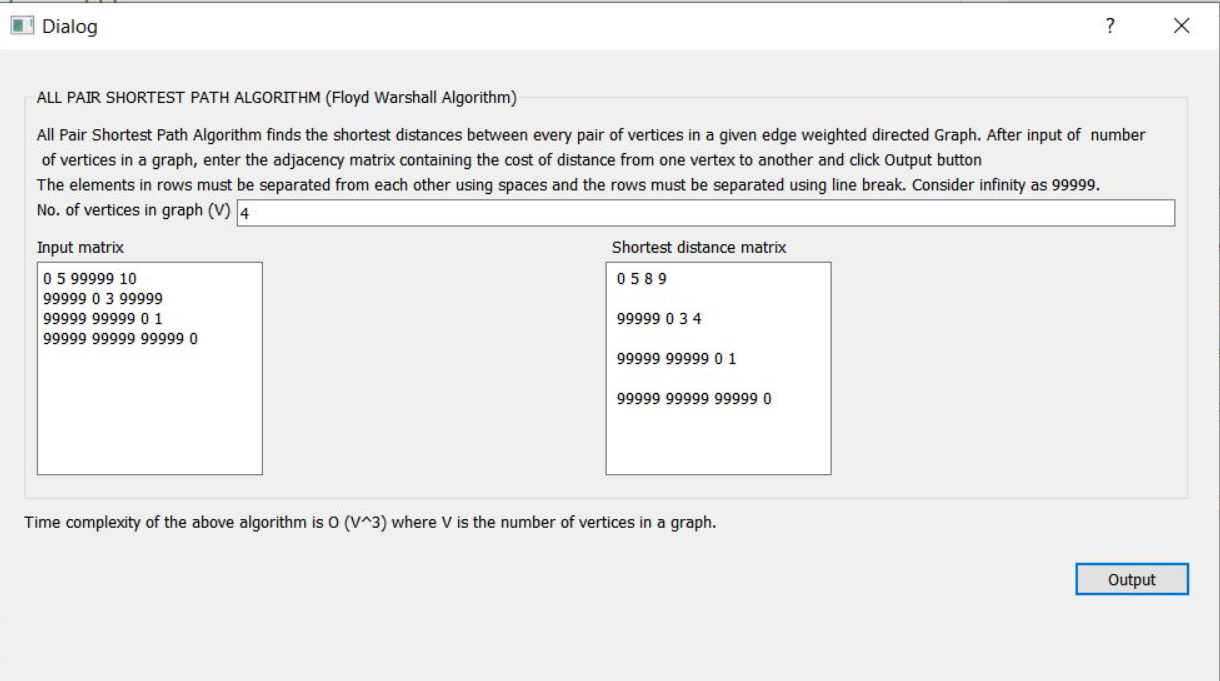 Dialog
?
ALL PAIR SHORTEST PATH ALGORITHM (Floyd Warshall Algorithm)
All Pair Shortest Path Algorithm finds the shortest distances between every pair of vertices in a given edge weighted directed Graph. After input of  number
of vertices in a graph, enter the adjacency matrix containing the cost of distance from one vertex to another and click Output button
The elements in rows must be separated from each other using spaces and the rows must be separated using line break. Consider infinity as 99999.
No. of vertices in graph (V) 4
Input matrix
0 5 99999 10
99999 0 3 99999
99999 99999 0 1
99999 99999 99999 0
Shortest distance matrix
0 5 8 9
99999 0 3 4
99999 99999 0 1
99999 99999 99999 0
Time complexity of the above algorithm is O (V^3) where V is the number of vertices in a graph.
Output